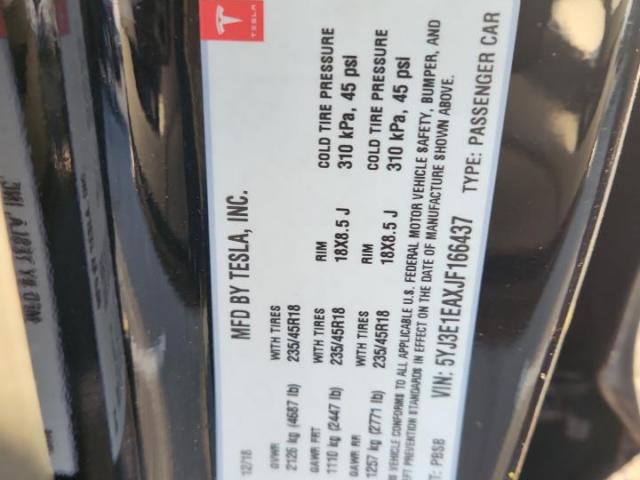 TESLA
MFD BY TESLA, INC.
12/18
GVWR WITH TIRES RIM COLD TIRE PRESSURE
2126 kg (4687 lb) 235/45R18 18X8.5 J 310 kPa, 45 psi
GAWR FRT WITH TIRES RIM COLD TIRE PRESSURE
1110 kg (2447 lb) 235/45R18 18X8.5 J 310 kPa, 45 psi
GAWR RR WITH TIRES
1257 kg (2771 lb) 235/45R18
VEHICLE CONFORMS TO ALL APPLICABLE U.S. FEDERAL MOTOR VEHICLE SAFETY, BUMPER, AND
PREVENTION STANDARDS IN EFFECT ON THE DATE OF MANUFACTURE SHOWN ABOVE.
VIN: 5YJ3E1EAXJF166437 TYPE: PASSENGER CAR
PBSB